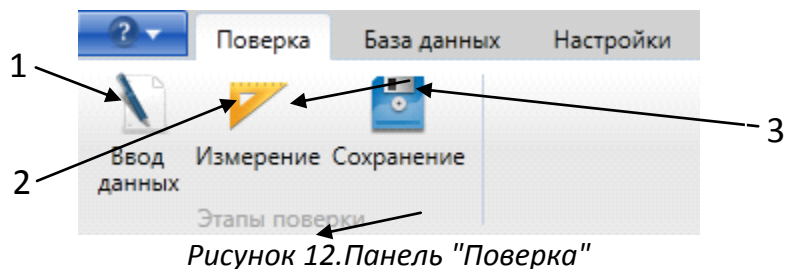 ? Поверка База данных Настройки
1
Ввод Измерение Сохранение
данных
2
3
Этапы поверки
Рисунок 12.Панель "Поверка"